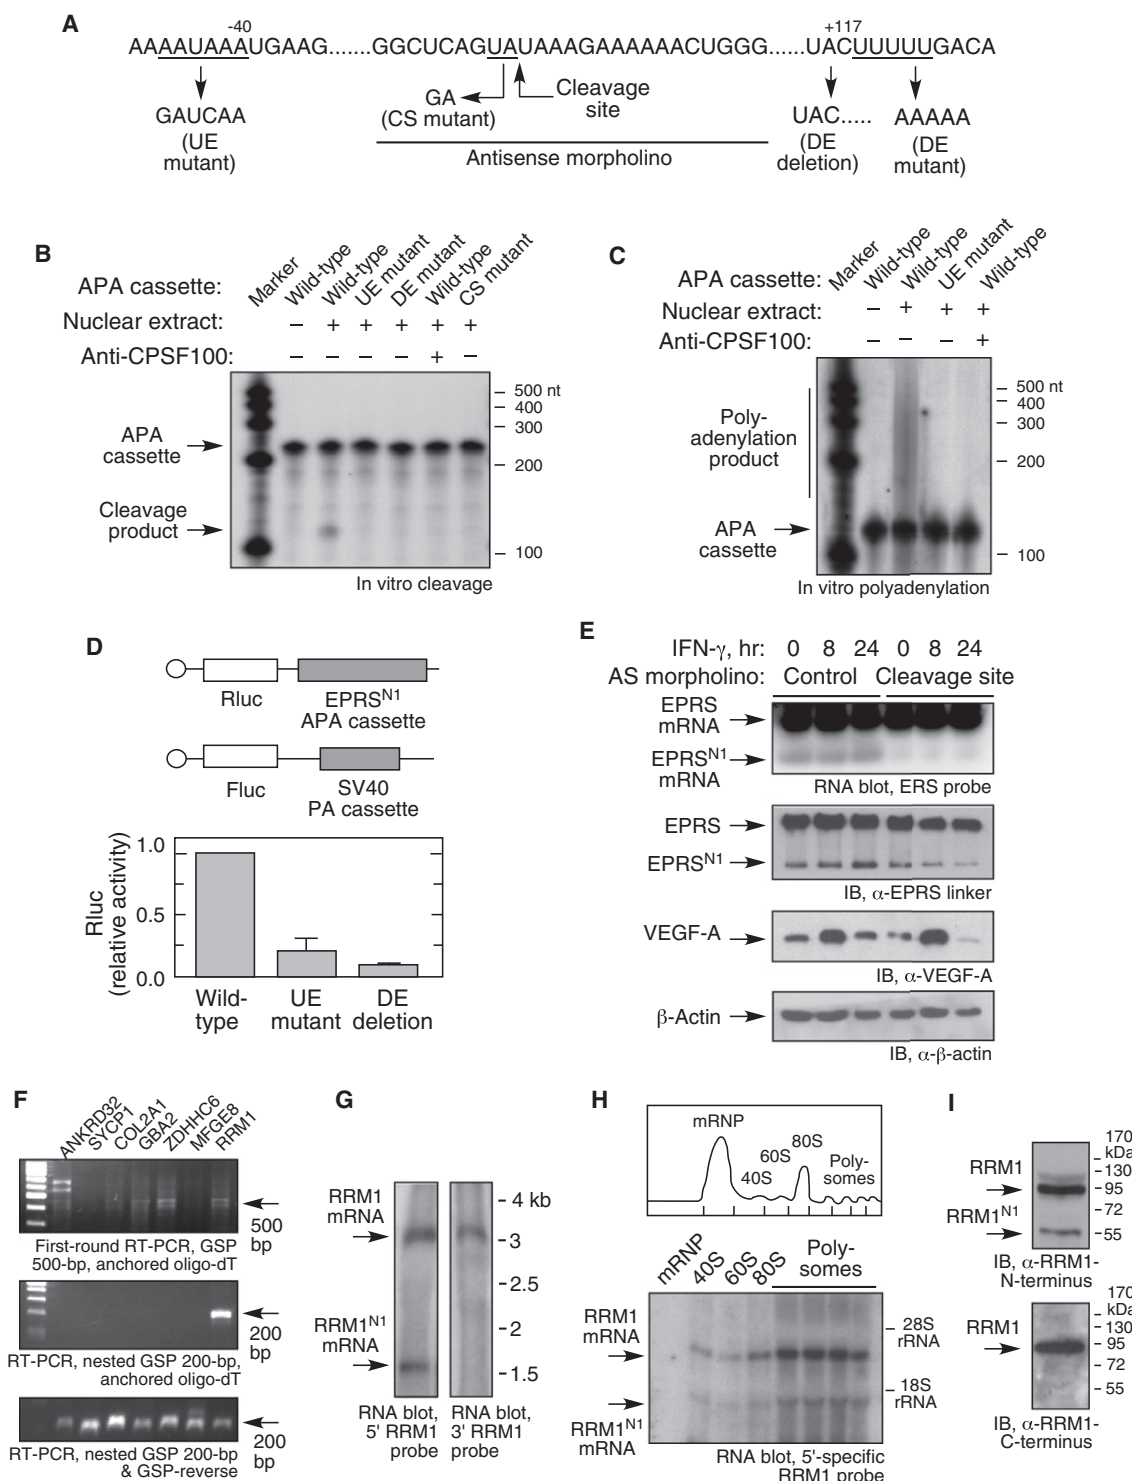 A
-40
+117
AAAAUAAAUGAAG.......GGCUCAGUAUAAAGAAAAAACUGGG......UACUUUUUGACA
GAUCAA
(UE
mutant)
GA
(CS mutant)
Cleavage
site
UAC.....
(DE
deletion)
AAAAA
(DE
mutant)
Antisense morpholino
B
Marker
Wild-type
Wild-type
UE mutant
DE mutant
Wild-type
CS mutant
APA cassette:
Nuclear extract: – + + + + +
Anti-CPSF100: – – – – + –
500 nt
400
300
200
100
APA
cassette
Cleavage
product
In vitro cleavage
C
Marker
Wild-type
Wild-type
UE mutant
Wild-type
APA cassette:
Nuclear extract: – + + +
Anti-CPSF100: – – – +
500 nt
400
300
200
100
Poly-
adenylation
product
APA
cassette
In vitro polyadenylation
D
Rluc
EPRSN1
APA cassette
Fluc
SV40
PA cassette
Rluc
(relative activity)
1.0
0.5
0.0
Wild-
type
UE
mutant
DE
deletion
E
IFN-γ, hr: 0 8 24 0 8 24
AS morpholino: Control Cleavage site
EPRS
mRNA
EPRSN1
mRNA
RNA blot, ERS probe
EPRS
EPRSN1
IB, α-EPRS linker
VEGF-A
IB, α-VEGF-A
β-Actin
IB, α-β-actin
F
ANKRD32
SYCP1
COL2A1
GBA2
ZDHHC6
MFGE8
RRM1
500
bp
First-round RT-PCR, GSP
500-bp, anchored oligo-dT
200
bp
RT-PCR, nested GSP 200-bp,
anchored oligo-dT
200
bp
RT-PCR, nested GSP 200-bp
& GSP-reverse
G
RRM1
mRNA
RRM1N1
mRNA
4 kb
3
2.5
2
1.5
RNA blot,
5' RRM1
probe
RNA blot,
3' RRM1
probe
H
mRNP
40S
60S
80S
Poly-
somes
mRNP
40S
60S
80S
Poly-
somes
RRM1
mRNA
RRM1N1
mRNA
28S
rRNA
18S
rRNA
RNA blot, 5'-specific
RRM1 probe
I
170
kDa
130
95
72
55
RRM1
RRM1N1
IB, α-RRM1-
N-terminus
170
kDa
130
95
72
55
RRM1
IB, α-RRM1-
C-terminus